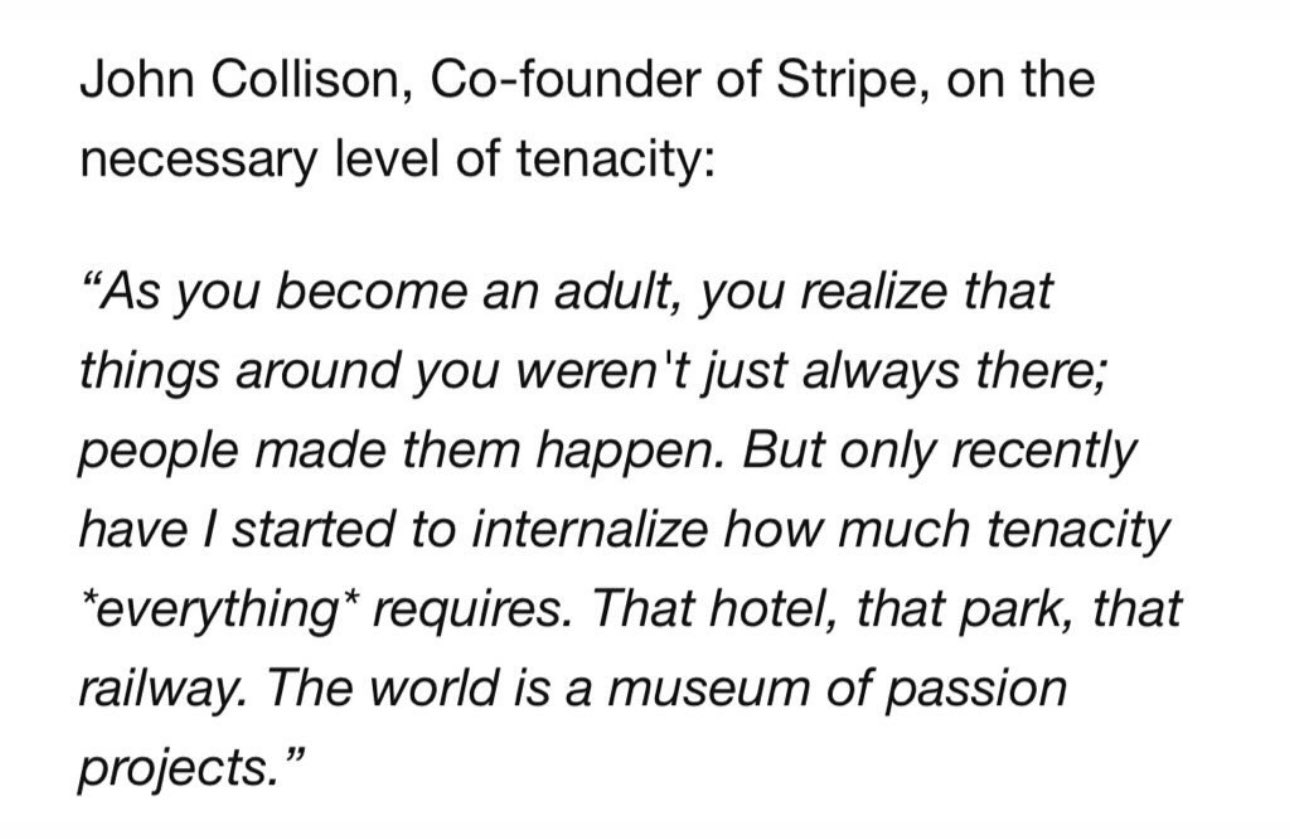 John Collison, Co-founder of Stripe, on the
necessary level of tenacity:
“As you become an adult, you realize that
things around you weren't just always there;
people made them happen. But only recently
have I started to internalize how much tenacity
*everything* requires. That hotel, that park, that
railway. The world is a museum of passion
projects.”